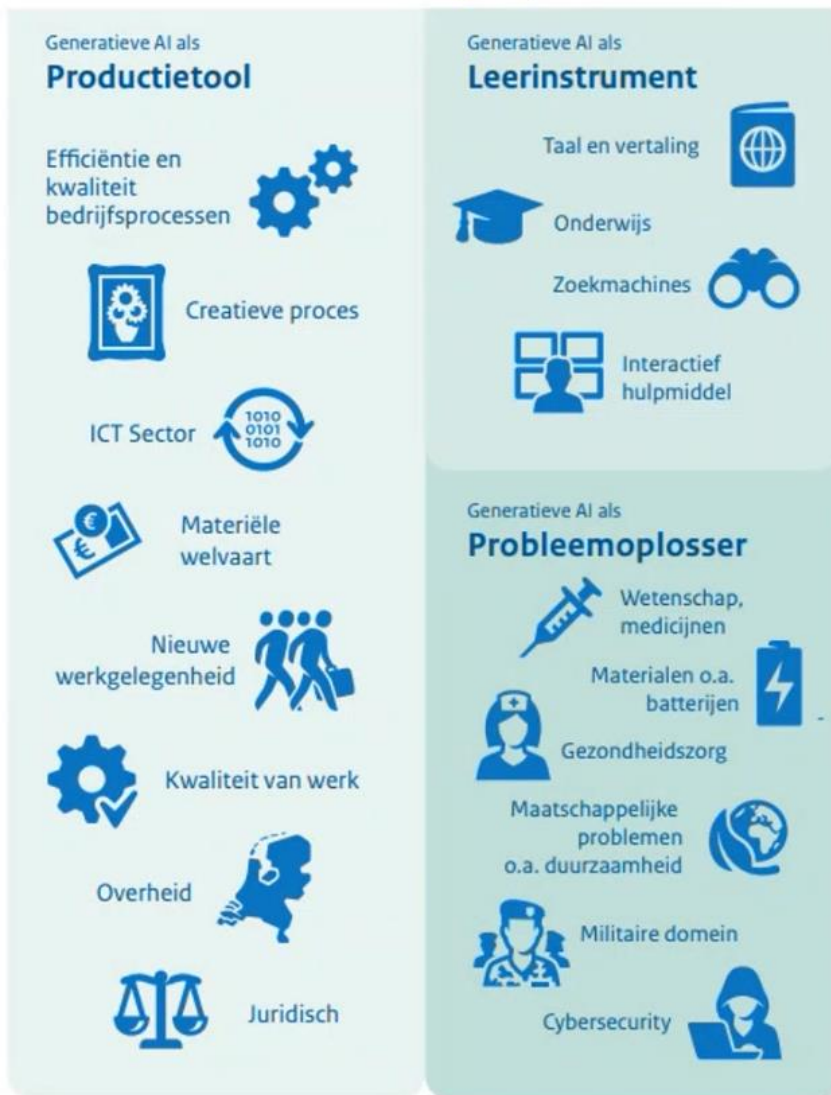 Generatieve AI als
Productietool
Efficiëntie en
kwaliteit
bedrijfsprocessen
Creatieve proces
ICT Sector
1010
0101
1010
Materiële
welvaart
Nieuwe
werkgelegenheid
Kwaliteit van werk
Overheid
Juridisch
Generatieve AI als
Leerinstrument
Taal en vertaling
Onderwijs
Zoekmachines
Interactief
hulpmiddel
Generatieve AI als
Probleemoplosser
Wetenschap,
medicijnen
Materialen o.a.
batterijen
Gezondheidszorg
Maatschappelijke
problemen
o.a. duurzaamheid
Militaire domein
Cybersecurity